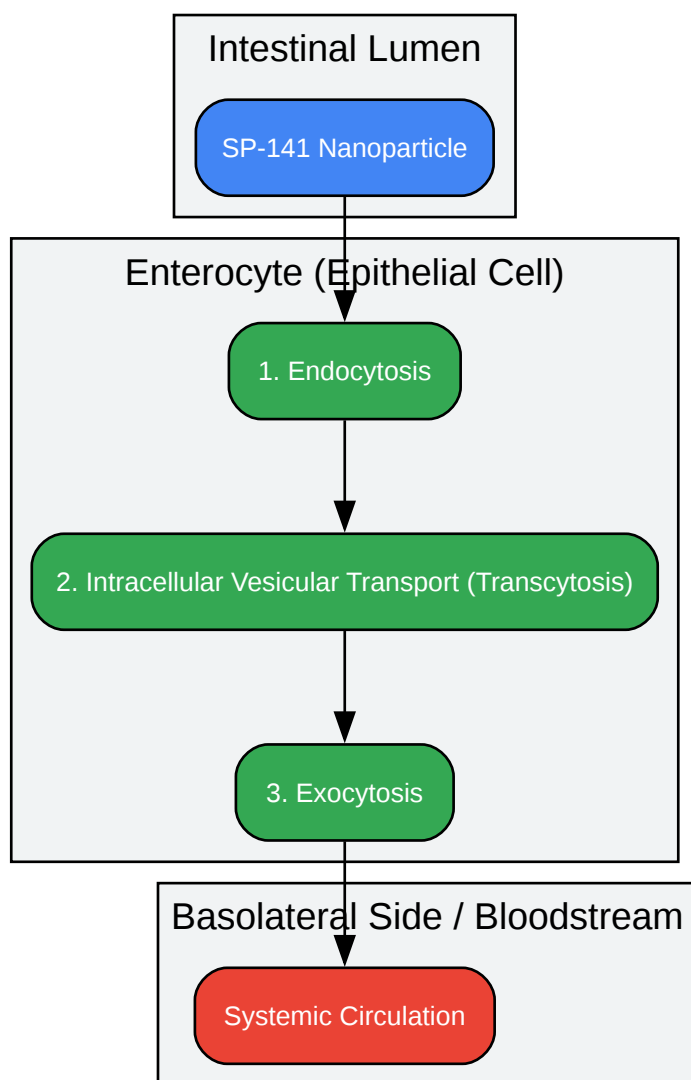 Intestinal Lumen
SP-141 Nanoparticle
Enterocyte (Epithelial Cell)
1. Endocytosis
2. Intracellular Vesicular Transport (Transcytosis)
3. Exocytosis
Basolateral Side / Bloodstream
Systemic Circulation